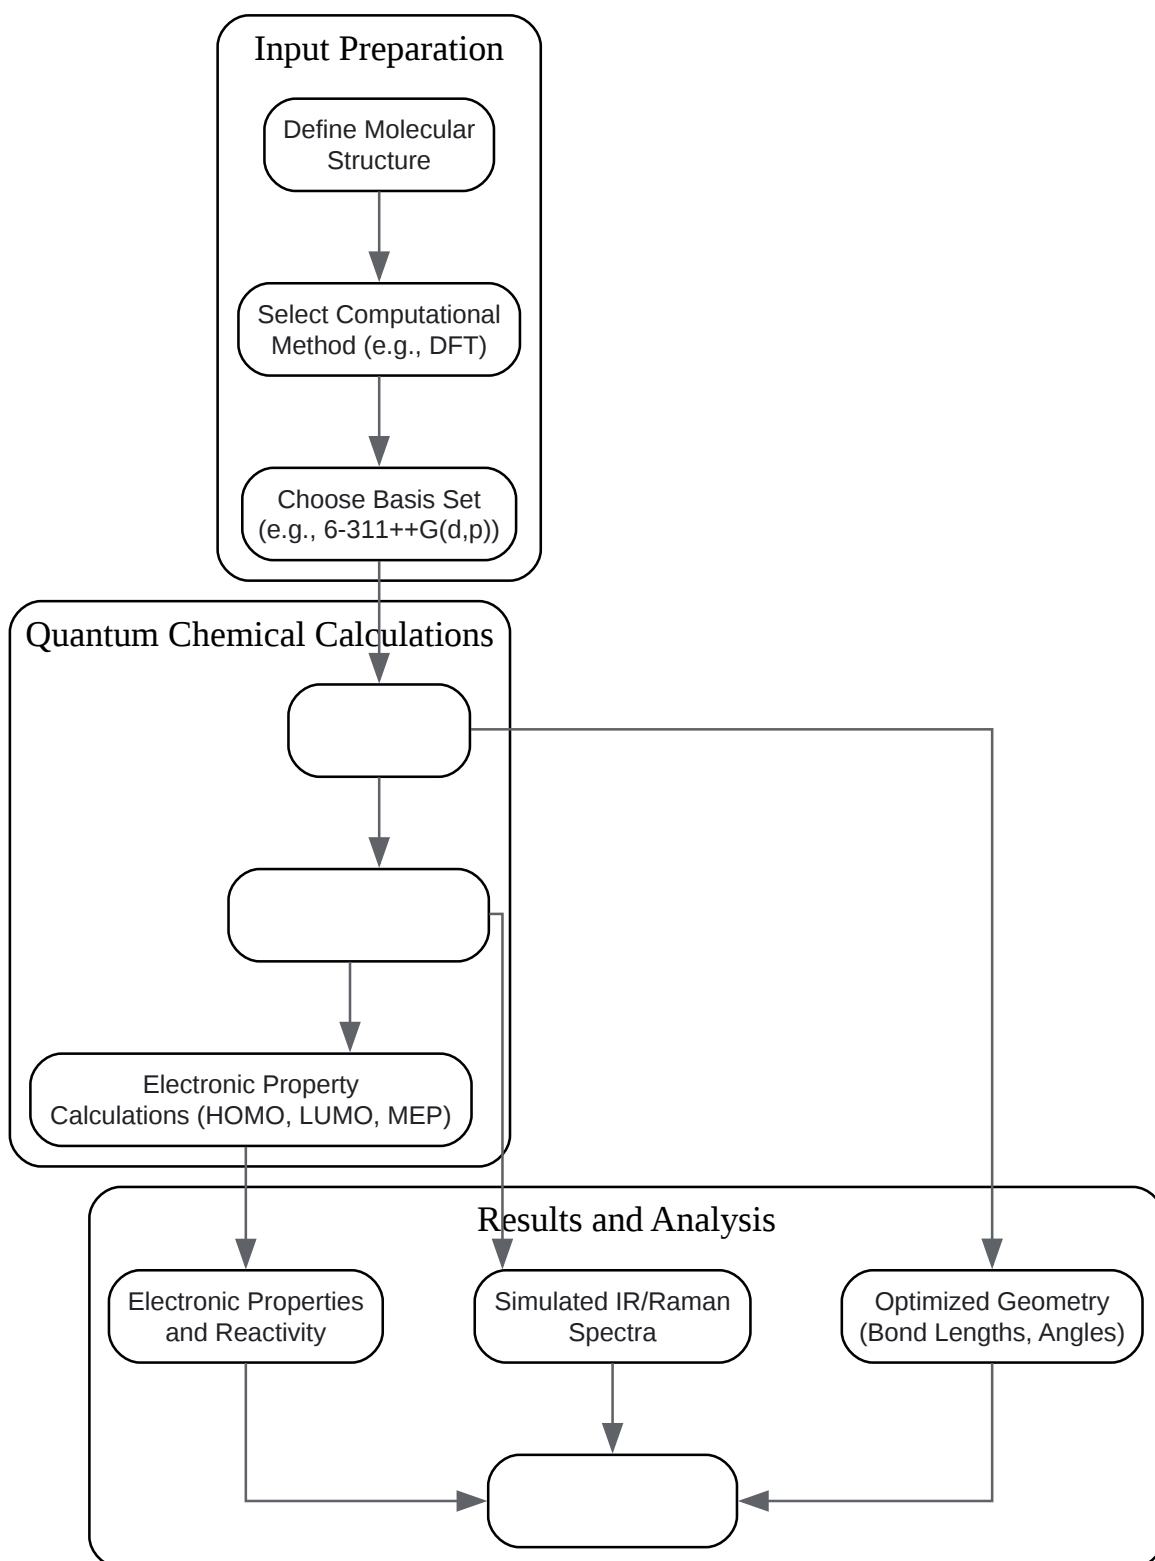 Input Preparation
Define Molecular
Structure
Select Computational
Method (e.g., DFT)
Choose Basis Set
(e.g., 6-311++G(d,p))
Quantum Chemical Calculations
Electronic Property
Calculations (HOMO, LUMO, MEP)
Results and Analysis
Electronic Properties
and Reactivity
Simulated IR/Raman
Spectra
Optimized Geometry
(Bond Lengths, Angles)